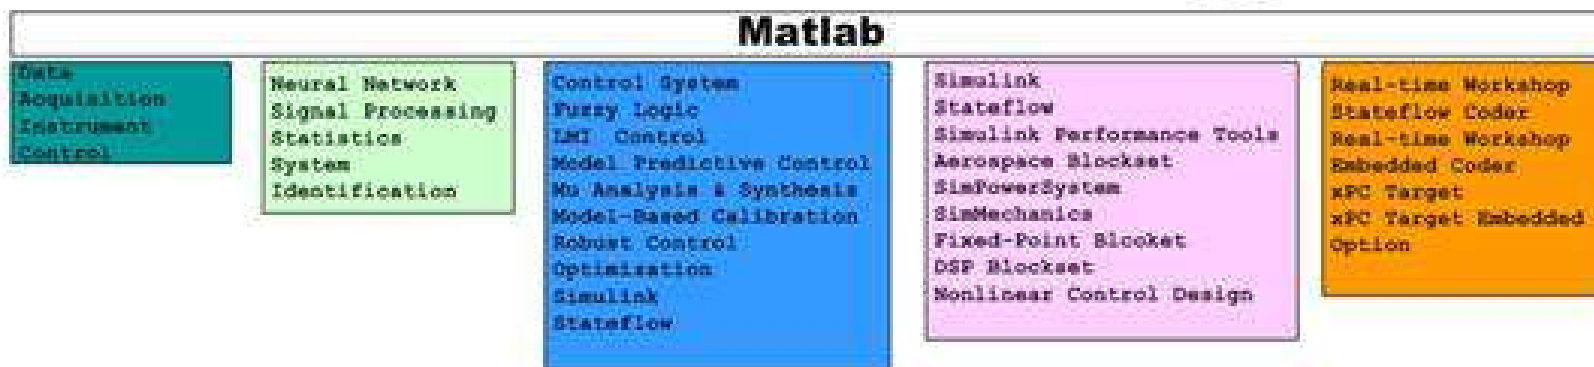 Matlab
Data
Acquisition
Instrument
Control
Neural Network
Signal Processing
Statistics
System
Identification
Control System
Fuzzy Logic
LMI Control
Model Predictive Control
Mu Analysis & Synthesis
Model-Based Calibration
Robust Control
Optimization
Simulink
Stateflow
Simulink
Stateflow
Simulink Performance Tools
Aerospace Blockset
SimPowerSystem
SimMechanics
Fixed-Point Blcoket
DSP Blockset
Nonlinear Control Design
Real-time Workshop
Stateflow Coder
Real-time Workshop
Embedded Coder
xPC Target
xPC Target Embedded
Option